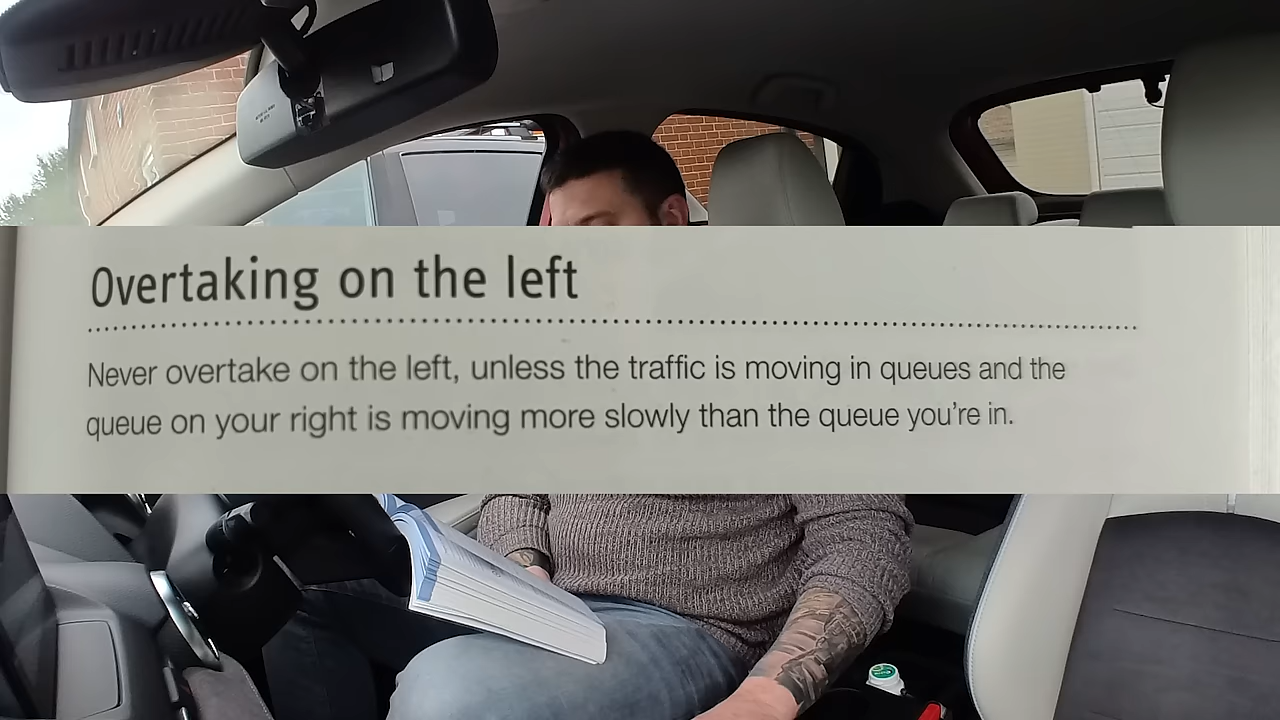 Overtaking on the left
Never overtake on the left, unless the traffic is moving in queues and the
queue on your right is moving more slowly than the queue you're in.